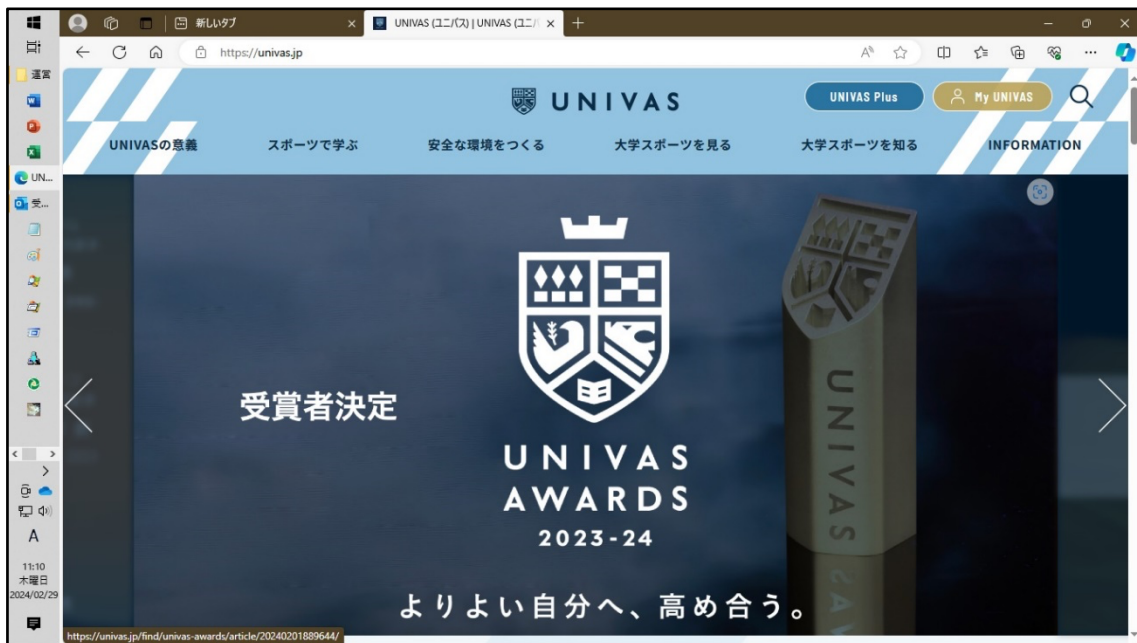 新しいタブ
UNIVAS (ユニパス) | UNIVAS (ユニ
https://univas.jp
運営
UN...
受...
UNIVAS
UNIVAS Plus
My UNIVAS
UNIVASの意義
スポーツで学ぶ
安全な環境をつくる
大学スポーツを見る
大学スポーツを知る
INFORMATION
受賞者決定
UNIVAS
AWARDS
2023-24
UNIVAS
よりよい自分へ、高め合う。
A
11:10
木曜日
2024/02/29
https://univas.jp/find/univas-awards/article/20240201889644/